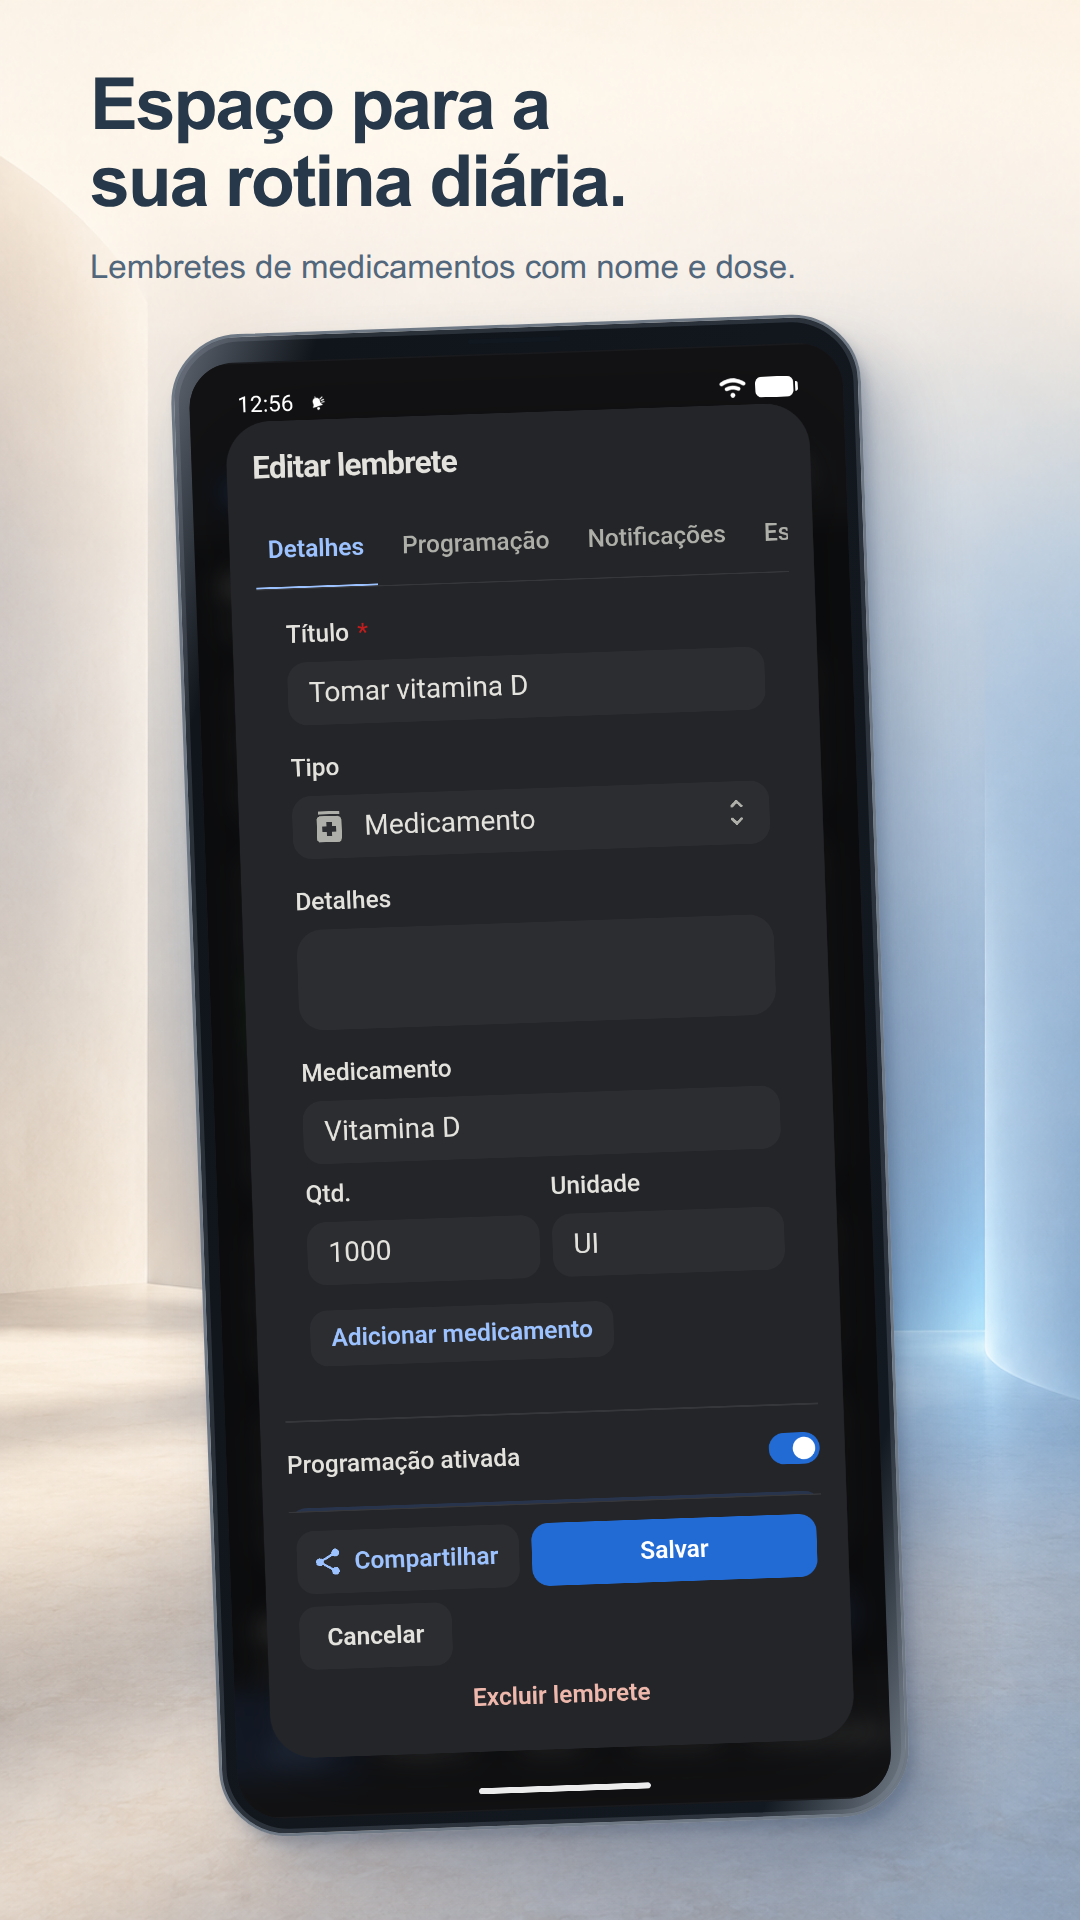 Espaço para a
sua rotina diária.
Lembretes de medicamentos com nome e dose.
12:56
Editar lembrete
Detalhes Programação Notificações Es
Título *
Tomar vitamina D
Tipo
Medicamento
Detalhes
Medicamento
Vitamina D
Qtd. Unidade
1000 UI
Adicionar medicamento
Programação ativada
Compartilhar Salvar
Cancelar
Excluir lembrete